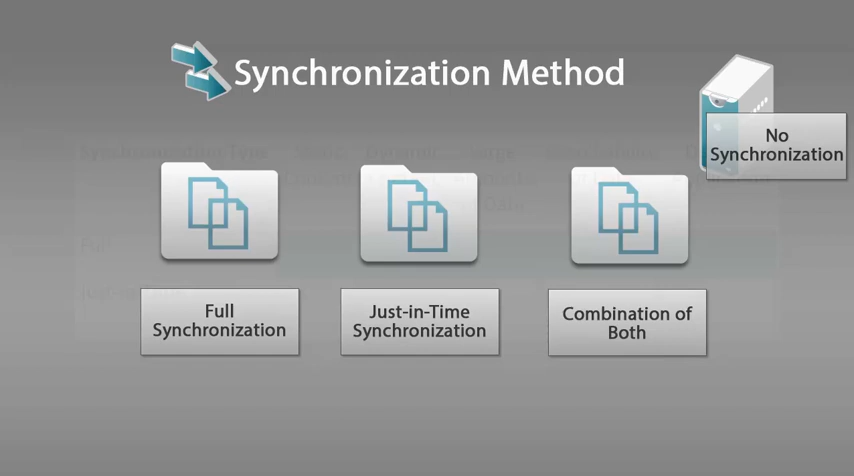 Synchronization Method
No
Synchronization
Full
Synchronization
Just-in-Time
Synchronization
Combination of
Both